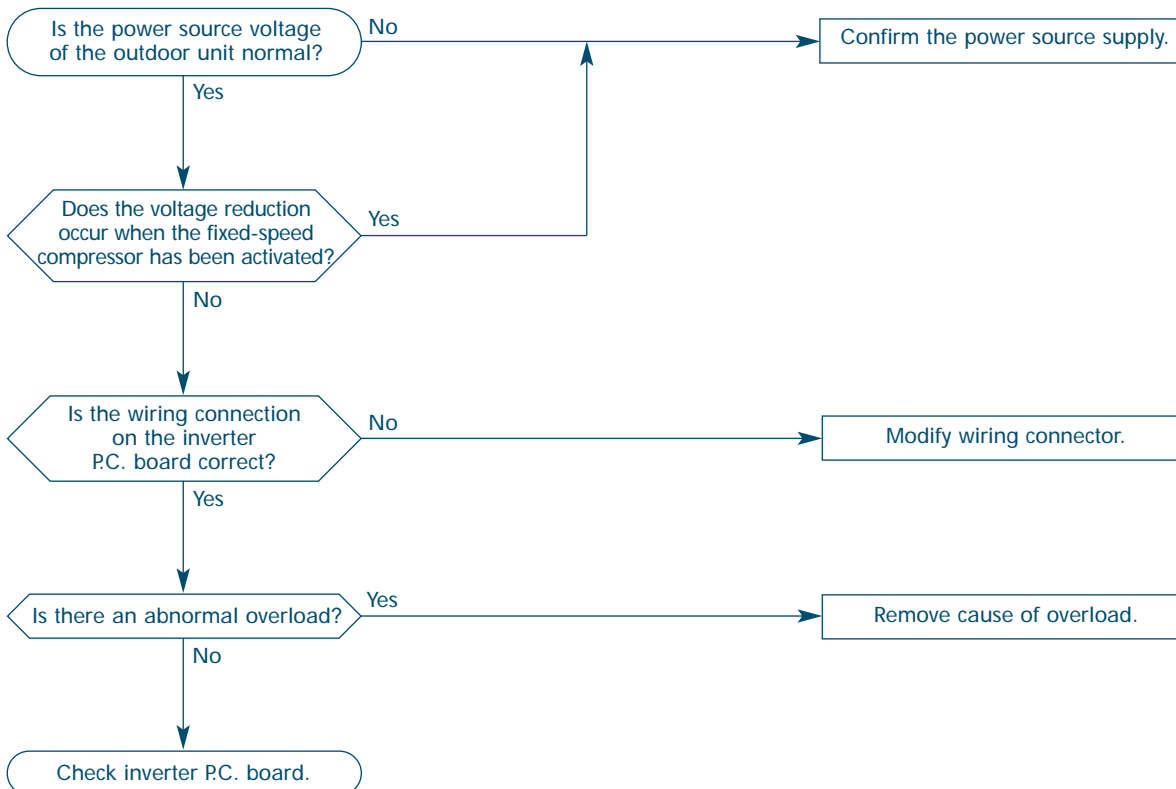 Is the power source voltage
of the outdoor unit normal?
No
Confirm the power source supply.
Yes
Does the voltage reduction
occur when the fixed-speed
compressor has been activated?
Yes
No
Is the wiring connection
on the inverter
P.C. board correct?
No
Modify wiring connector.
Yes
Is there an abnormal overload?
Yes
Remove cause of overload.
No
Check inverter P.C. board.